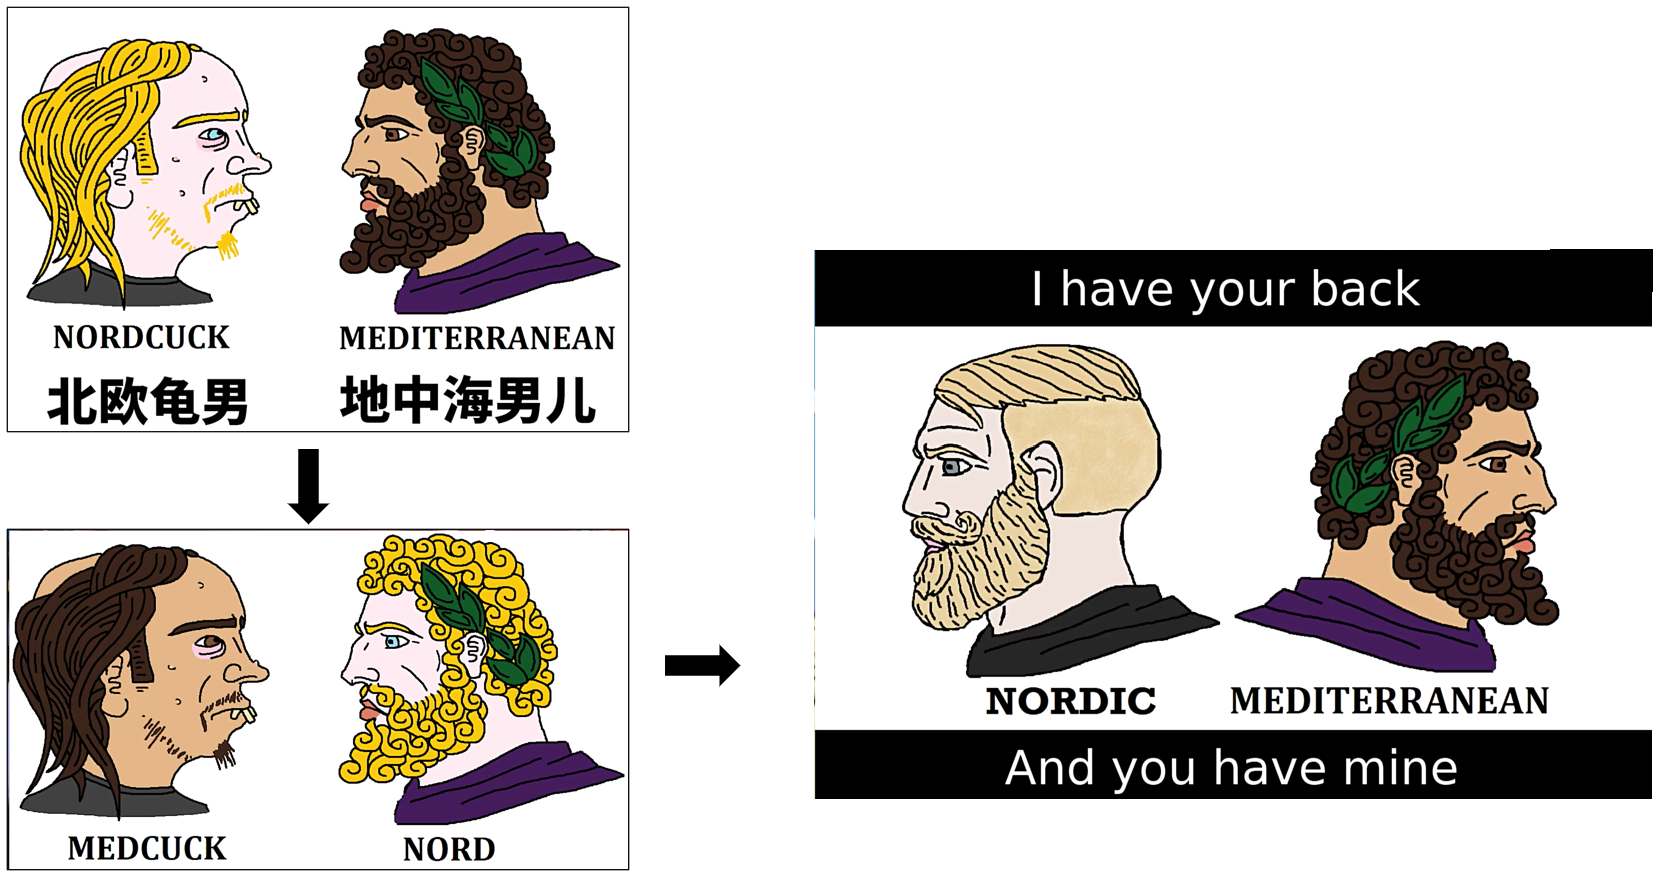 NORDCUCK
MEDITERRANEAN
北欧龟男
地中海男儿
MEDCUCK
NORD
I have your back
NORDIC
MEDITERRANEAN
And you have mine